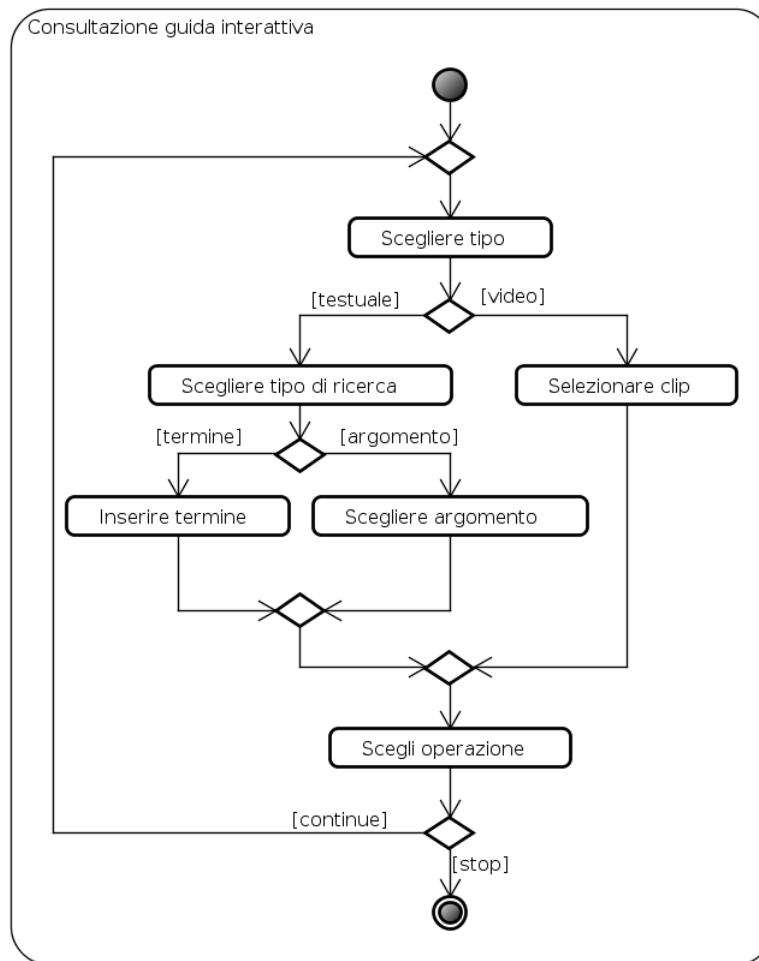 Consultazione guida interattiva
Scegliere tipo
[testuale]
[video]
Scegliere tipo di ricerca
Selezionare clip
[termine]
[argomento]
Inserire termine
Scegliere argomento
Scegli operazione
[continue]
[stop]